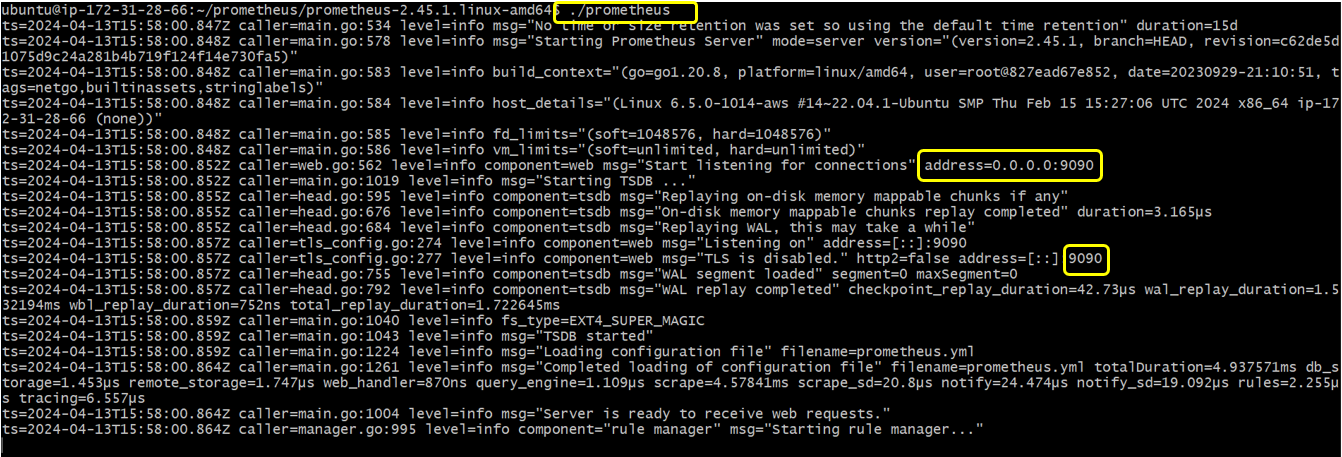 ubuntu@ip-172-31-28-66:~/prometheus/prometheus-2.45.1.linux-amd64$ ./prometheus
ts=2024-04-13T15:58:00.847Z caller=main.go:534 level=info msg="No time or size retention was set so using the default time retention" duration=15d
ts=2024-04-13T15:58:00.848Z caller=main.go:578 level=info msg="Starting Prometheus Server" mode=server version="(version=2.45.1, branch=HEAD, revision=c62de5d
1075d9c24a281b4b719f124f14e730fa5)"
ts=2024-04-13T15:58:00.848Z caller=main.go:583 level=info build_context="(go=go1.20.8, platform=linux/amd64, user=root@827ead67e852, date=20230929-21:10:51, t
ags=netgo,builtinassets,stringlabels)"
ts=2024-04-13T15:58:00.848Z caller=main.go:584 level=info host_details="(Linux 6.5.0-1014-aws #14~22.04.1-Ubuntu SMP Thu Feb 15 15:27:06 UTC 2024 x86_64 ip-17
2-31-28-66 (none))"
ts=2024-04-13T15:58:00.848Z caller=main.go:585 level=info fd_limits="(soft=1048576, hard=1048576)"
ts=2024-04-13T15:58:00.848Z caller=main.go:586 level=info vm_limits="(soft=unlimited, hard=unlimited)"
ts=2024-04-13T15:58:00.852Z caller=web.go:562 level=info component=web msg="Start listening for connections" address=0.0.0.0:9090
ts=2024-04-13T15:58:00.852Z caller=main.go:1019 level=info msg="Starting TSDB ..."
ts=2024-04-13T15:58:00.855Z caller=head.go:595 level=info component=tsdb msg="Replaying on-disk memory mappable chunks if any"
ts=2024-04-13T15:58:00.855Z caller=head.go:676 level=info component=tsdb msg="On-disk memory mappable chunks replay completed" duration=3.165µs
ts=2024-04-13T15:58:00.855Z caller=head.go:684 level=info component=tsdb msg="Replaying WAL, this may take a while"
ts=2024-04-13T15:58:00.857Z caller=tls_config.go:274 level=info component=web msg="Listening on" address=[::]:9090
ts=2024-04-13T15:58:00.857Z caller=tls_config.go:277 level=info component=web msg="TLS is disabled." http2=false address=[::] 9090
ts=2024-04-13T15:58:00.857Z caller=head.go:755 level=info component=tsdb msg="WAL segment loaded" segment=0 maxSegment=0
ts=2024-04-13T15:58:00.857Z caller=head.go:792 level=info component=tsdb msg="WAL replay completed" checkpoint_replay_duration=42.73µs wal_replay_duration=1.5
32194ms wbl_replay_duration=752ns total_replay_duration=1.722645ms
ts=2024-04-13T15:58:00.859Z caller=main.go:1040 level=info fs_type=EXT4_SUPER_MAGIC
ts=2024-04-13T15:58:00.859Z caller=main.go:1043 level=info msg="TSDB started"
ts=2024-04-13T15:58:00.859Z caller=main.go:1224 level=info msg="Loading configuration file" filename=prometheus.yml
ts=2024-04-13T15:58:00.864Z caller=main.go:1261 level=info msg="Completed loading of configuration file" filename=prometheus.yml totalDuration=4.937571ms db_s
torage=1.453µs remote_storage=1.747µs web_handler=870ns query_engine=1.109µs scrape=4.57841ms scrape_sd=20.8µs notify=24.474µs notify_sd=19.092µs rules=2.255µ
s tracing=6.557µs
ts=2024-04-13T15:58:00.864Z caller=main.go:1004 level=info msg="Server is ready to receive web requests."
ts=2024-04-13T15:58:00.864Z caller=manager.go:995 level=info component="rule manager" msg="Starting rule manager..."